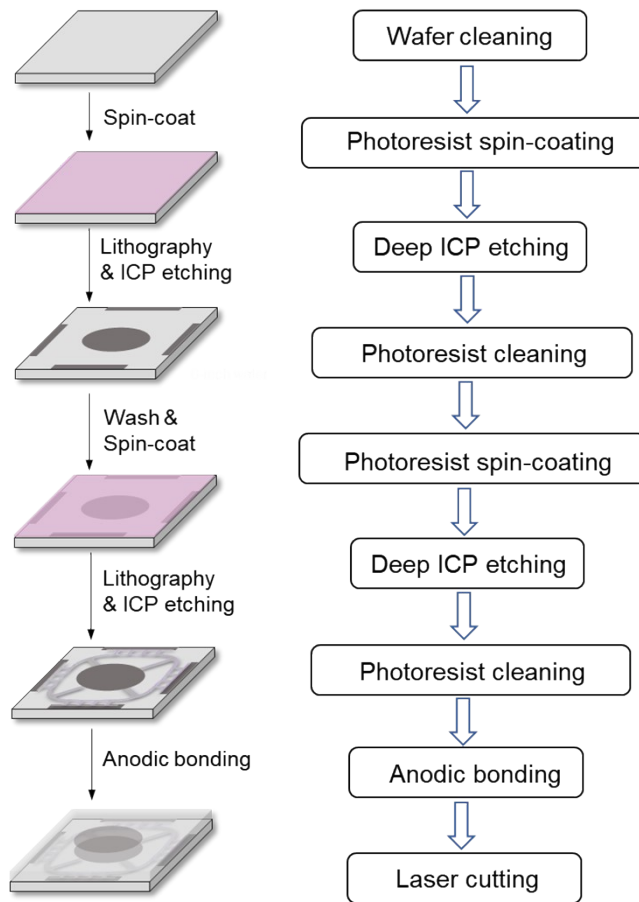 Wafer cleaning
Spin-coat
Photoresist spin-coating
Lithography
& ICP etching
Deep ICP etching
Photoresist cleaning
Wash &
Spin-coat
Photoresist spin-coating
Lithography
& ICP etching
Deep ICP etching
Photoresist cleaning
Anodic bonding
Anodic bonding
Laser cutting